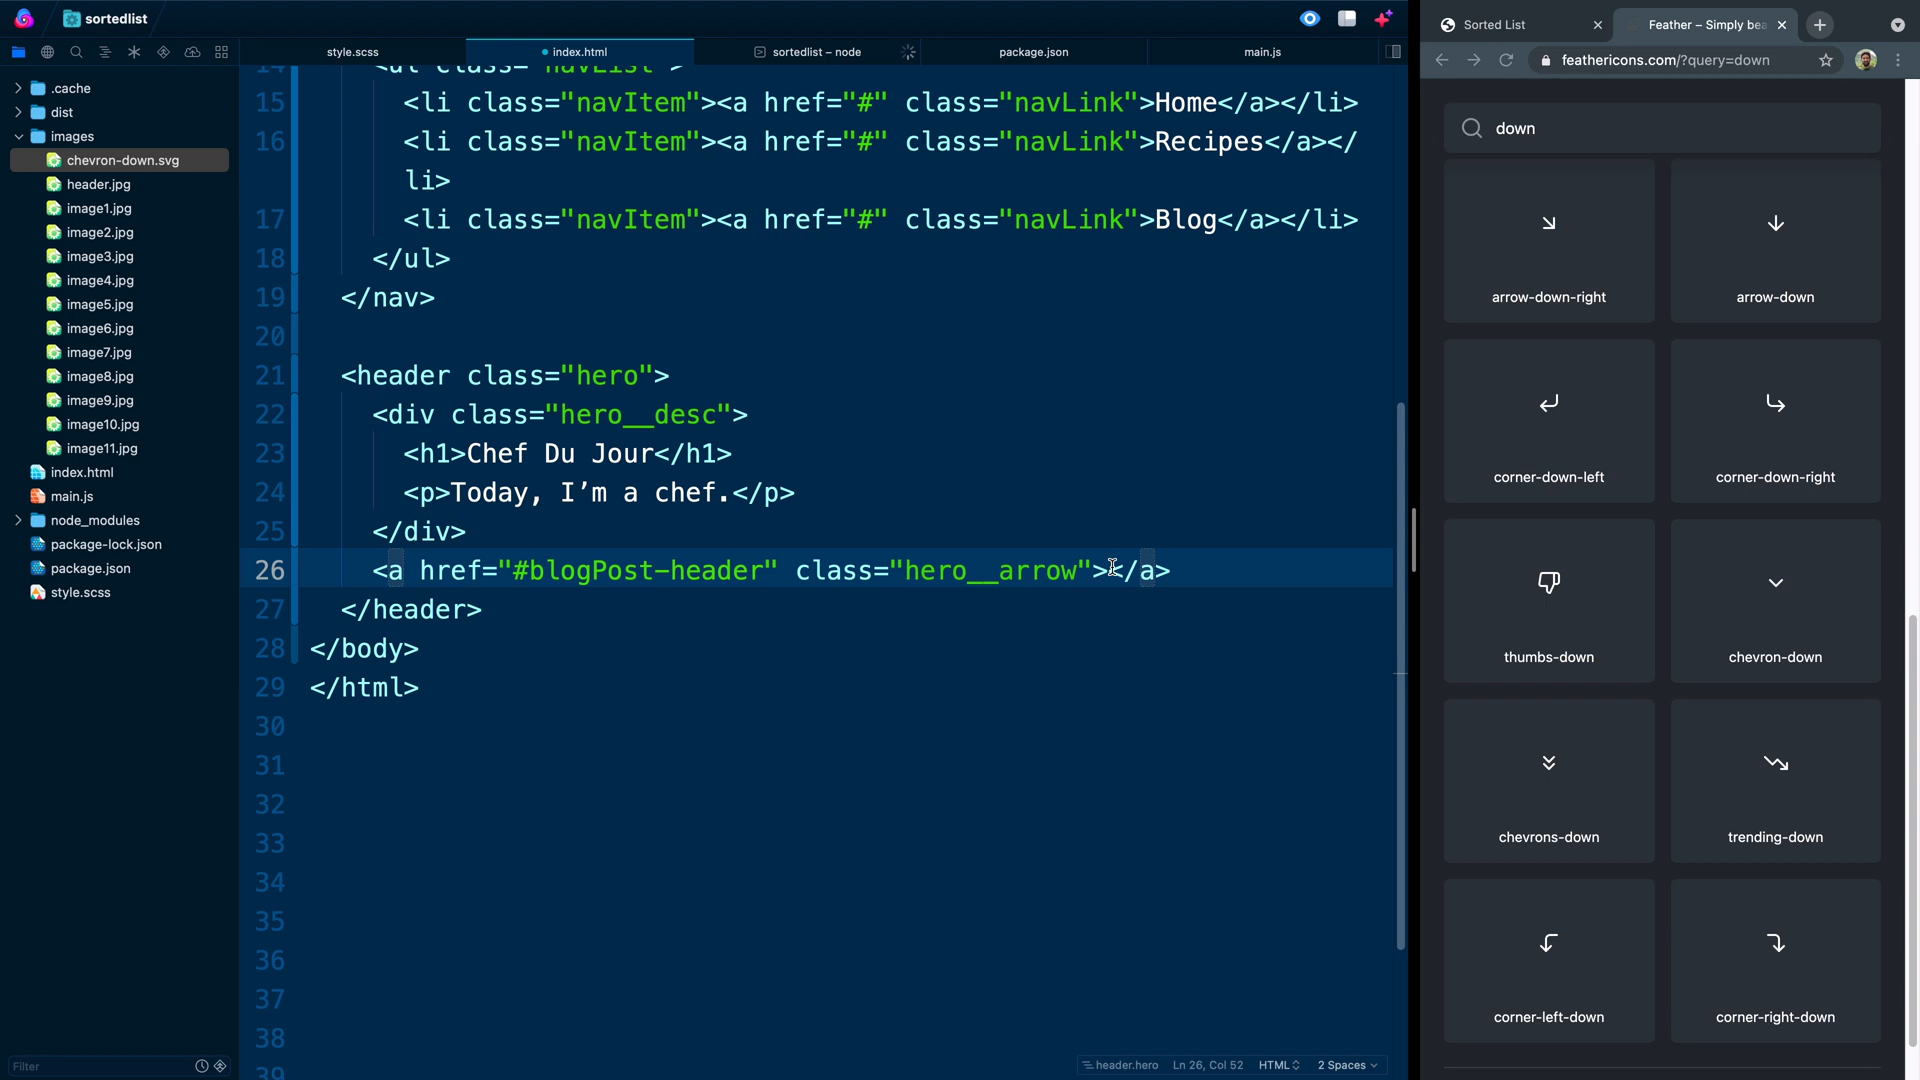 sortedlist
style.scss
index.html
sortedlist – node
package.json
main.js
.cache
dist
images
chevron-down.svg
header.jpg
image1.jpg
image2.jpg
image3.jpg
image4.jpg
image5.jpg
image6.jpg
image7.jpg
image8.jpg
image9.jpg
image10.jpg
image11.jpg
index.html
main.js
node_modules
package-lock.json
package.json
style.scss
Filter
14 <ul class="navList">
15 <li class="navItem"><a href="#" class="navLink">Home</a></li>
16 <li class="navItem"><a href="#" class="navLink">Recipes</a></
li>
17 <li class="navItem"><a href="#" class="navLink">Blog</a></li>
18 </ul>
19 </nav>
20
21 <header class="hero">
22 <div class="hero__desc">
23 <h1>Chef Du Jour</h1>
24 <p>Today, I’m a chef.</p>
25 </div>
26 <a href="#blogPost-header" class="hero__arrow"></a>
27 </header>
28 </body>
29 </html>
30
31
32
33
34
35
36
37
38
39
header.hero
Ln 26, Col 52
HTML
2 Spaces
Sorted List
Feather – Simply bea
feathericons.com/?query=down
down
arrow-down-right
arrow-down
corner-down-left
corner-down-right
thumbs-down
chevron-down
chevrons-down
trending-down
corner-left-down
corner-right-down